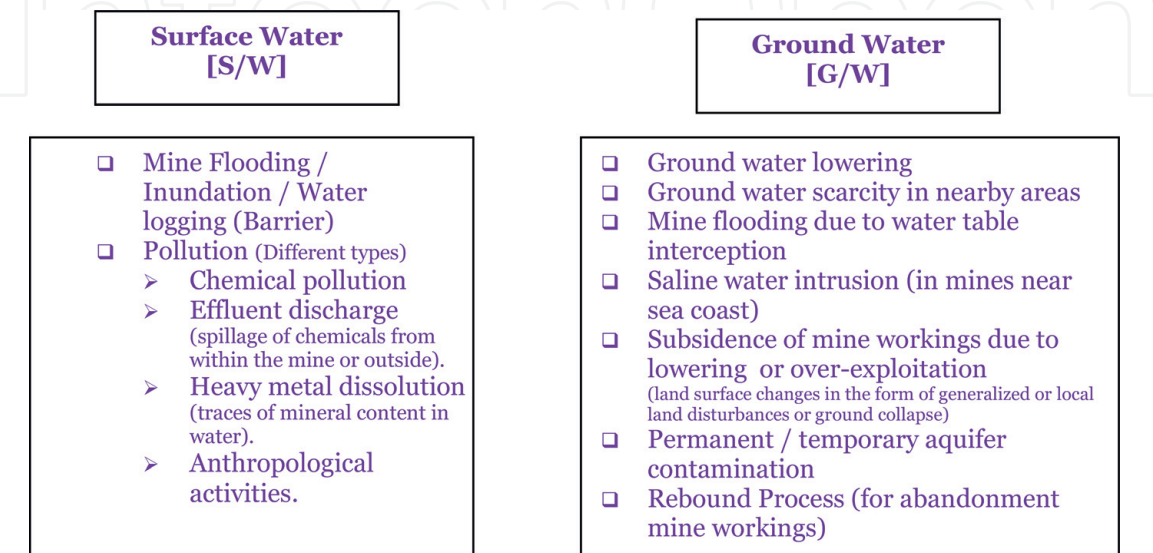 Surface Water
[S/W]
Ground Water
[G/W]
❑ Mine Flooding /
Inundation / Water
logging (Barrier)
❑ Pollution (Different types)
➢ Chemical pollution
➢ Effluent discharge
(spillage of chemicals from
within the mine or outside).
➢ Heavy metal dissolution
(traces of mineral content in
water).
➢ Anthropological
activities.
❑ Ground water lowering
❑ Ground water scarcity in nearby areas
❑ Mine flooding due to water table
interception
❑ Saline water intrusion (in mines near
sea coast)
❑ Subsidence of mine workings due to
lowering or over-exploitation
(land surface changes in the form of generalized or local
land disturbances or ground collapse)
❑ Permanent / temporary aquifer
contamination
❑ Rebound Process (for abandonment
mine workings)